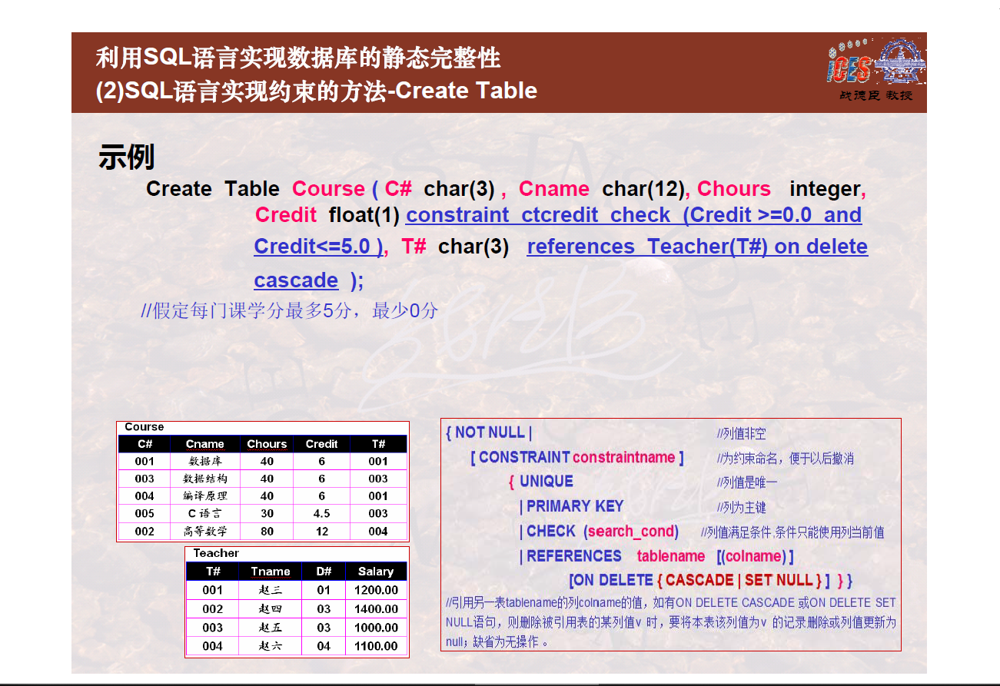 利用SQL语言实现数据库的静态完整性
(2)SQL语言实现约束的方法-Create Table
iCES
战德臣 教授
示例
Create Table Course ( C# char(3) , Cname char(12), Chours integer,
Credit float(1) constraint ctcredit check (Credit >=0.0 and
Credit<=5.0 ), T# char(3) references Teacher(T#) on delete
cascade );
//假定每门课学分最多5分，最少0分
Course
C# Cname Chours Credit T#
001 数据库 40 6 001
003 数据结构 40 6 003
004 编译原理 40 6 001
005 C 语言 30 4.5 003
002 高等数学 80 12 004
Teacher
T# Tname D# Salary
001 赵三 01 1200.00
002 赵四 03 1400.00
003 赵五 03 1000.00
004 赵六 04 1100.00
{ NOT NULL | //列值非空
[ CONSTRAINT constraintname ] //为约束命名，便于以后撤消
{ UNIQUE //列值是唯一
| PRIMARY KEY //列为主键
| CHECK (search_cond) //列值满足条件,条件只能使用列当前值
| REFERENCES tablename [(colname) ]
[ON DELETE { CASCADE | SET NULL } ] } }
//引用另一表tablename的列colname的值，如有ON DELETE CASCADE 或ON DELETE SET
NULL语句，则删除被引用表的某列值v 时，要将本表该列值为v 的记录删除或列值更新为
null；缺省为无操作 。